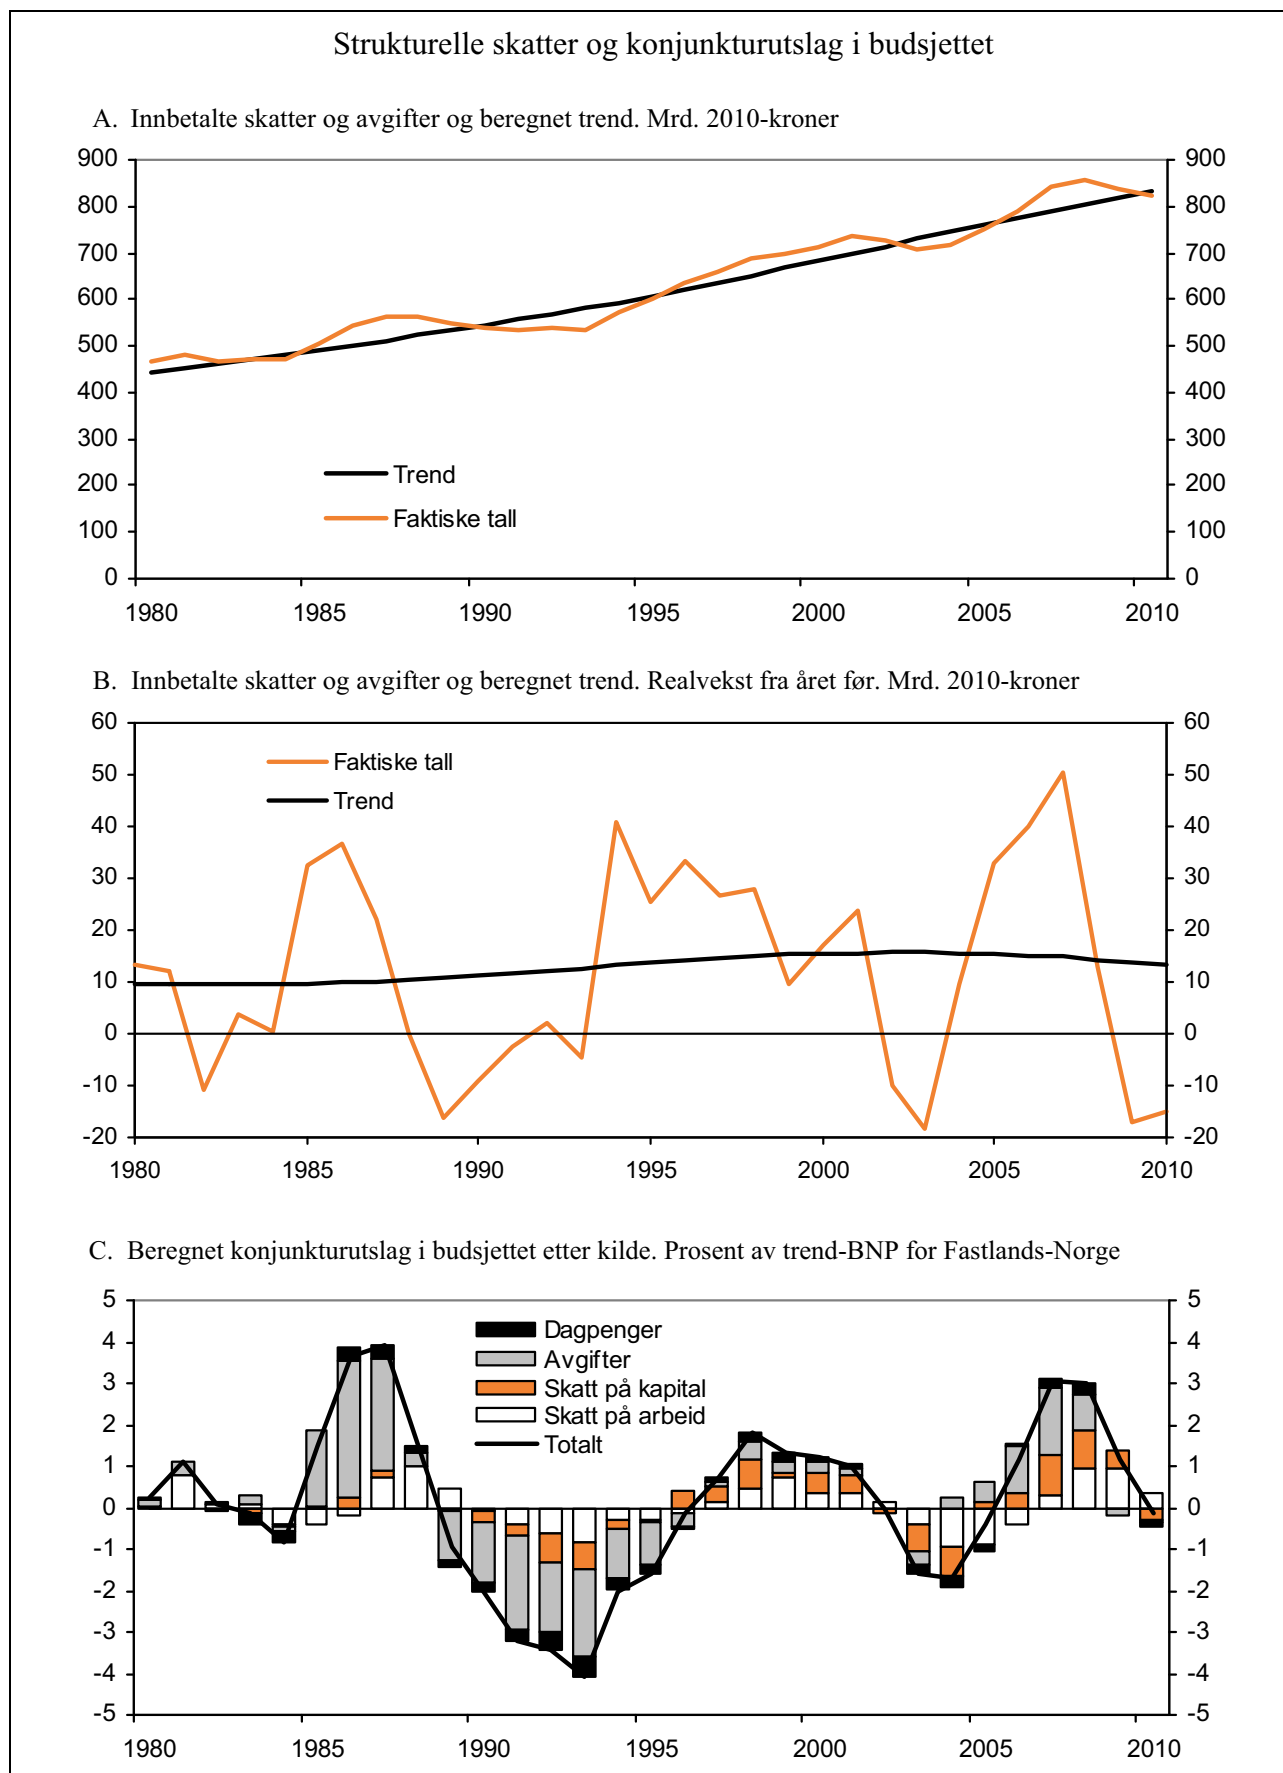 Strukturelle skatter og konjunkturutslag i budsjettet
A. Innbetalte skatter og avgifter og beregnet trend. Mrd. 2010-kroner
900 900
800 800
700 700
600 600
500 500
400 400
300 300
200 200
100 100
0 0
Trend
Faktiske tall
1980 1985 1990 1995 2000 2005 2010
B. Innbetalte skatter og avgifter og beregnet trend. Realvekst fra året før. Mrd. 2010-kroner
60 60
50 50
40 40
30 30
20 20
10 10
0 0
-10 -10
-20 -20
Faktiske tall
Trend
1980 1985 1990 1995 2000 2005 2010
C. Beregnet konjunkturutslag i budsjettet etter kilde. Prosent av trend-BNP for Fastlands-Norge
5 5
4 4
3 3
2 2
1 1
0 0
-1 -1
-2 -2
-3 -3
-4 -4
-5 -5
Dagpenger
Avgifter
Skatt på kapital
Skatt på arbeid
Totalt
1980 1985 1990 1995 2000 2005 2010